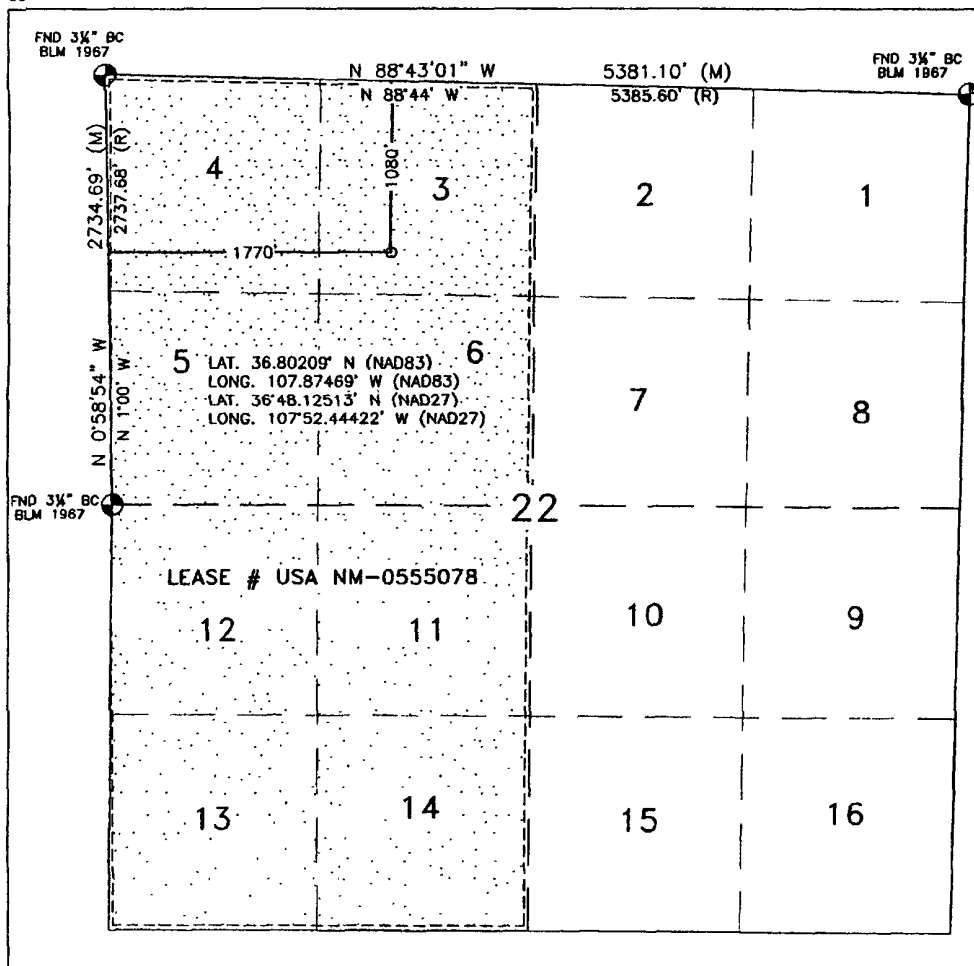 FND 3¼" BC
BLM 1967
N 88°43'01" W 5381.10' (M)
N 88°44' W 5385.60' (R)
FND 3¼" BC
BLM 1967
2734.69' (M)
2737.68' (R)
N 0°58'54" W
N 1°00' W
4
3
2
1
1080'
1770'
5
6
7
8
LAT. 36.80209° N (NAD83)
LONG. 107.87469° W (NAD83)
LAT. 36°48.12513' N (NAD27)
LONG. 107°52.44422' W (NAD27)
FND 3¼" BC
BLM 1967
22
LEASE # USA NM-0555078
12
11
10
9
13
14
15
16